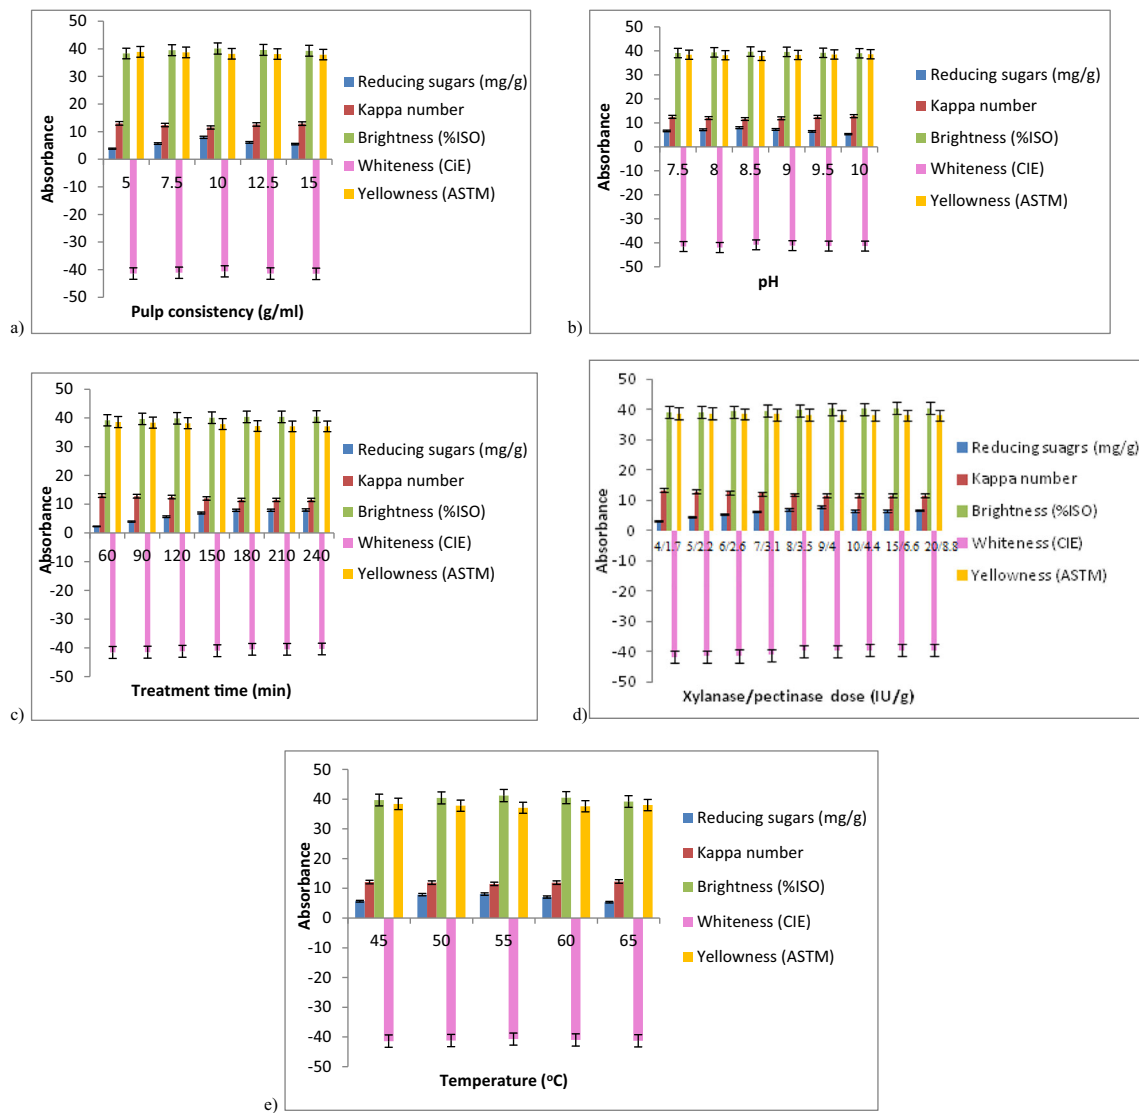 50
40
30
20
10
0
-10
-20
-30
-40
-50
Absorbance
5 7.5 10 12.5 15
Pulp consistency (g/ml)
Reducing sugars (mg/g)
Kappa number
Brightness (%ISO)
Whiteness (CiE)
Yellowness (ASTM)
a)
50
40
30
20
10
0
-10
-20
-30
-40
-50
Absorbance
7.5 8 8.5 9 9.5 10
pH
Reducing sugars (mg/g)
Kappa number
Brightness (%ISO)
Whiteness (CIE)
Yellowness (ASTM)
b)
50
40
30
20
10
0
-10
-20
-30
-40
-50
Absorbance
60 90 120 150 180 210 240
Treatment time (min)
Reducing sugars (mg/g)
Kappa number
Brightness (%ISO)
Whiteness (CIE)
Yellowness (ASTM)
c)
50
40
30
20
10
0
-10
-20
-30
-40
-50
Absorbance
4/1.7 5/2.2 6/2.6 7/3.1 8/3.5 9/4 10/4.4 15/6.6 20/8.8
Xylanase/pectinase dose (IU/g)
Reducing suagrs (mg/g)
Kappa number
Brightness (%ISO)
Whiteness (CIE)
Yellowness (ASTM)
d)
50
40
30
20
10
0
-10
-20
-30
-40
-50
Absorbance
45 50 55 60 65
Temperature (°C)
Reducing sugars (mg/g)
Kappa number
Brightness (%ISO)
Whiteness (CIE)
Yellowness (ASTM)
e)